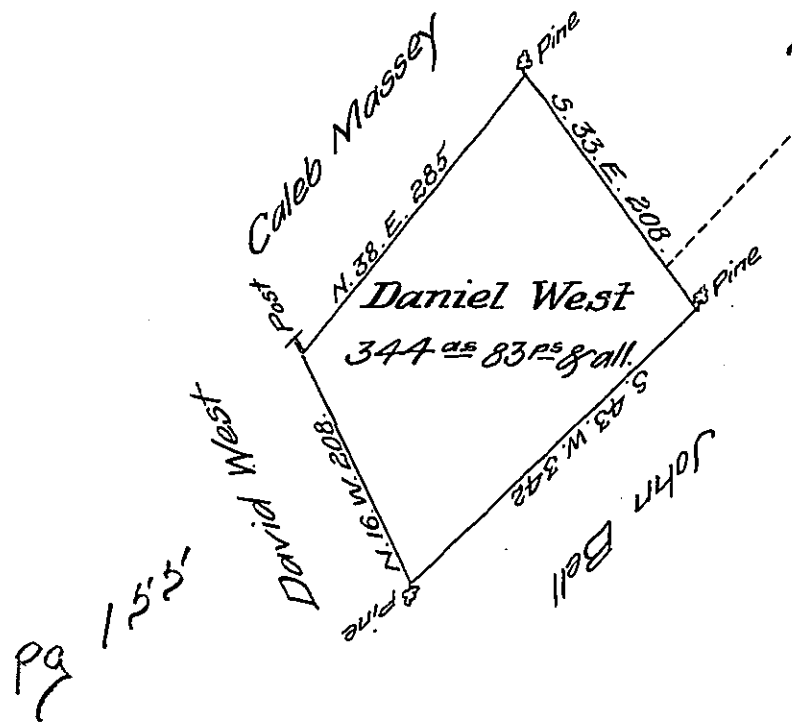 Caleb Massey
Pine
N. 38. E. 285
S. 33. E. 208.
Post
Pine
Daniel West
344 as 83 ps & all.
S. 43. W. 342
N. 16. W. 208.
David West
John Bell
Pine
pg 155